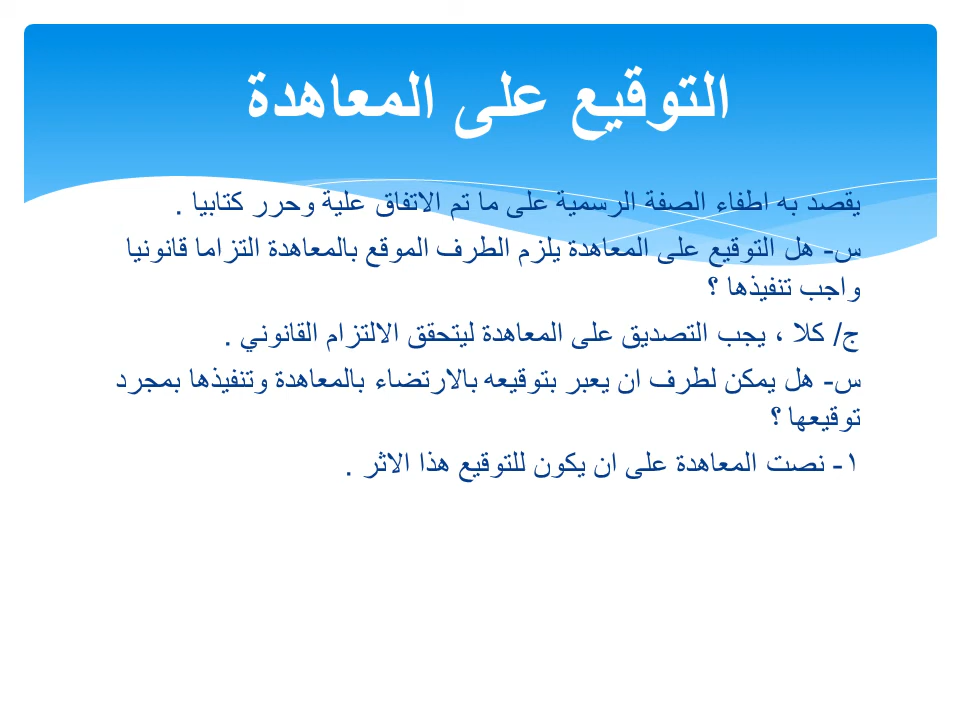 التوقيع على المعاهدة
يقصد به اطفاء الصفة الرسمية على ما تم الاتفاق علية وحرر كتابيا .
س- هل التوقيع على المعاهدة يلزم الطرف الموقع بالمعاهدة التزاما قانونيا
واجب تنفيذها ؟
ج/ كلا ، يجب التصديق على المعاهدة ليتحقق الالتزام القانوني .
س- هل يمكن لطرف ان يعبر بتوقيعه بالارتضاء بالمعاهدة وتنفيذها بمجرد
توقيعها ؟
١- نصت المعاهدة على ان يكون للتوقيع هذا الاثر .